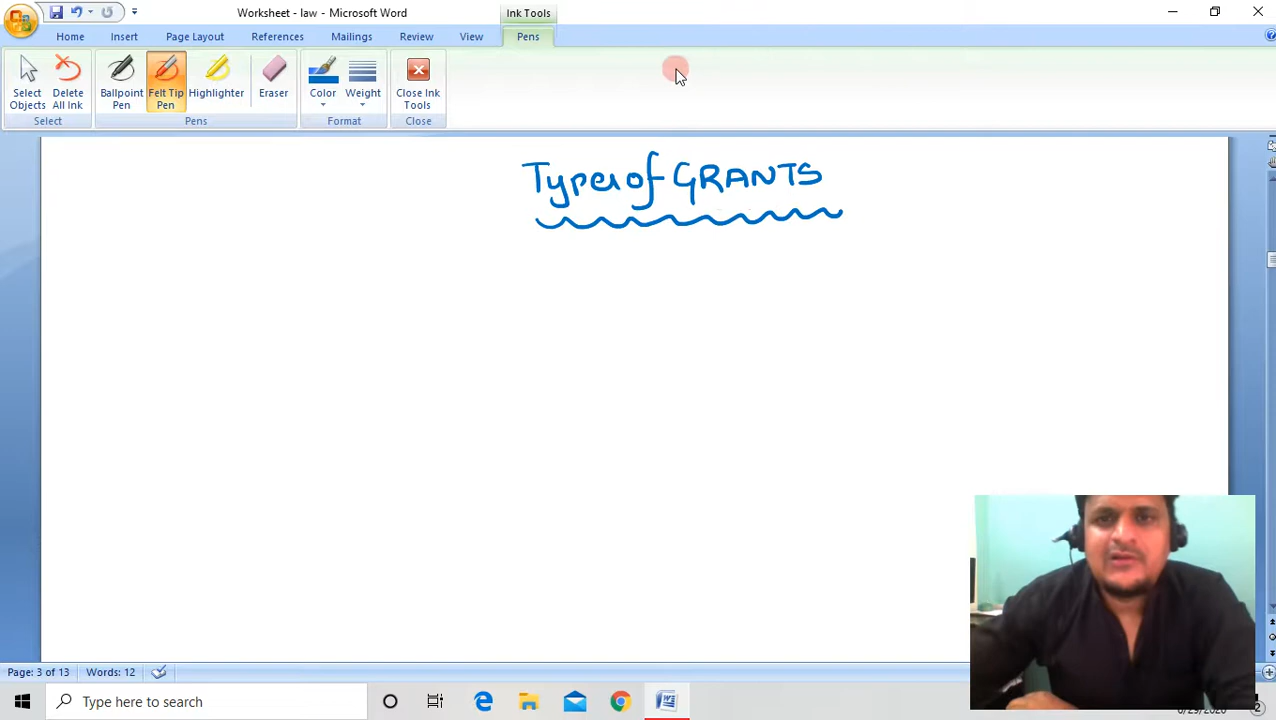 Worksheet - law - Microsoft Word
Ink Tools
Home
Insert
Page Layout
References
Mailings
Review
View
Pens
Select Objects
Delete All Ink
Ballpoint Pen
Felt Tip Pen
Highlighter
Eraser
Color
Weight
Close Ink Tools
Select
Pens
Format
Close
Types of GRANTS
Page: 3 of 13
Words: 12
Type here to search